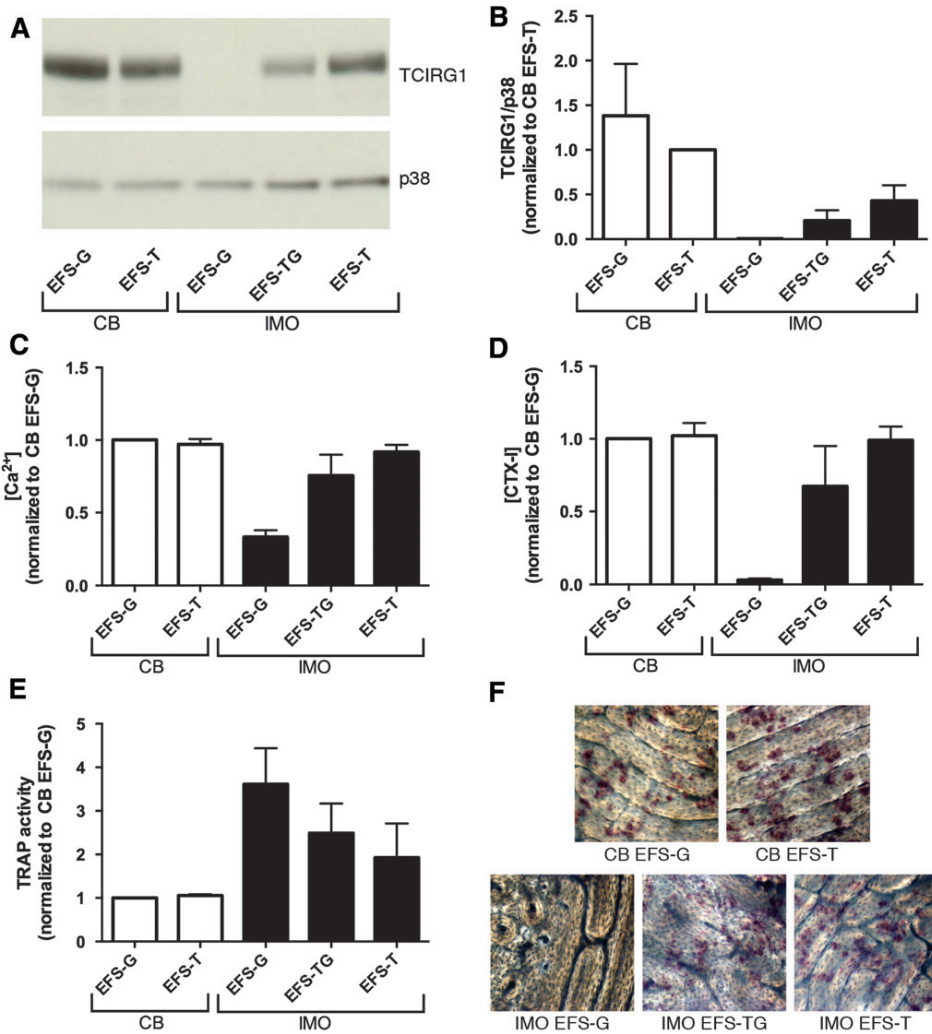 A
TCIRG1
p38
EFS-G
EFS-T
EFS-G
EFS-TG
EFS-T
CB
IMO
B
TCIRG1/p38
(normalized to CB EFS-T)
2.5
2.0
1.5
1.0
0.5
0.0
EFS-G
EFS-T
EFS-G
EFS-TG
EFS-T
CB
IMO
C
[Ca²⁺]
(normalized to CB EFS-G)
1.5
1.0
0.5
0.0
EFS-G
EFS-T
EFS-G
EFS-TG
EFS-T
CB
IMO
D
[CTX-I]
(normalized to CB EFS-G)
1.5
1.0
0.5
0.0
EFS-G
EFS-T
EFS-G
EFS-TG
EFS-T
CB
IMO
E
TRAP activity
(normalized to CB EFS-G)
5
4
3
2
1
0
EFS-G
EFS-T
EFS-G
EFS-TG
EFS-T
CB
IMO
F
CB EFS-G
CB EFS-T
IMO EFS-G
IMO EFS-TG
IMO EFS-T